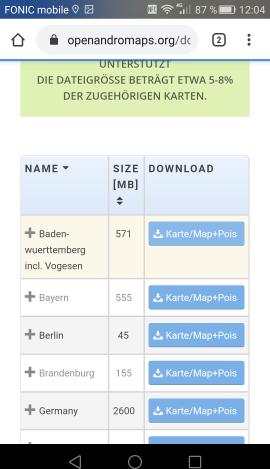 FONIC mobile 87 % 12:04
openandromaps.org/dc
2
UNTERSTÜTZT
DIE DATEIGRÖSSE BETRÄGT ETWA 5-8%
DER ZUGEHÖRIGEN KARTEN.
NAME SIZE DOWNLOAD
[MB]
Baden- 571 Karte/Map+Pois
wuerttemberg
incl. Vogesen
Bayern 555 Karte/Map+Pois
Berlin 45 Karte/Map+Pois
Brandenburg 155 Karte/Map+Pois
Germany 2600 Karte/Map+Pois